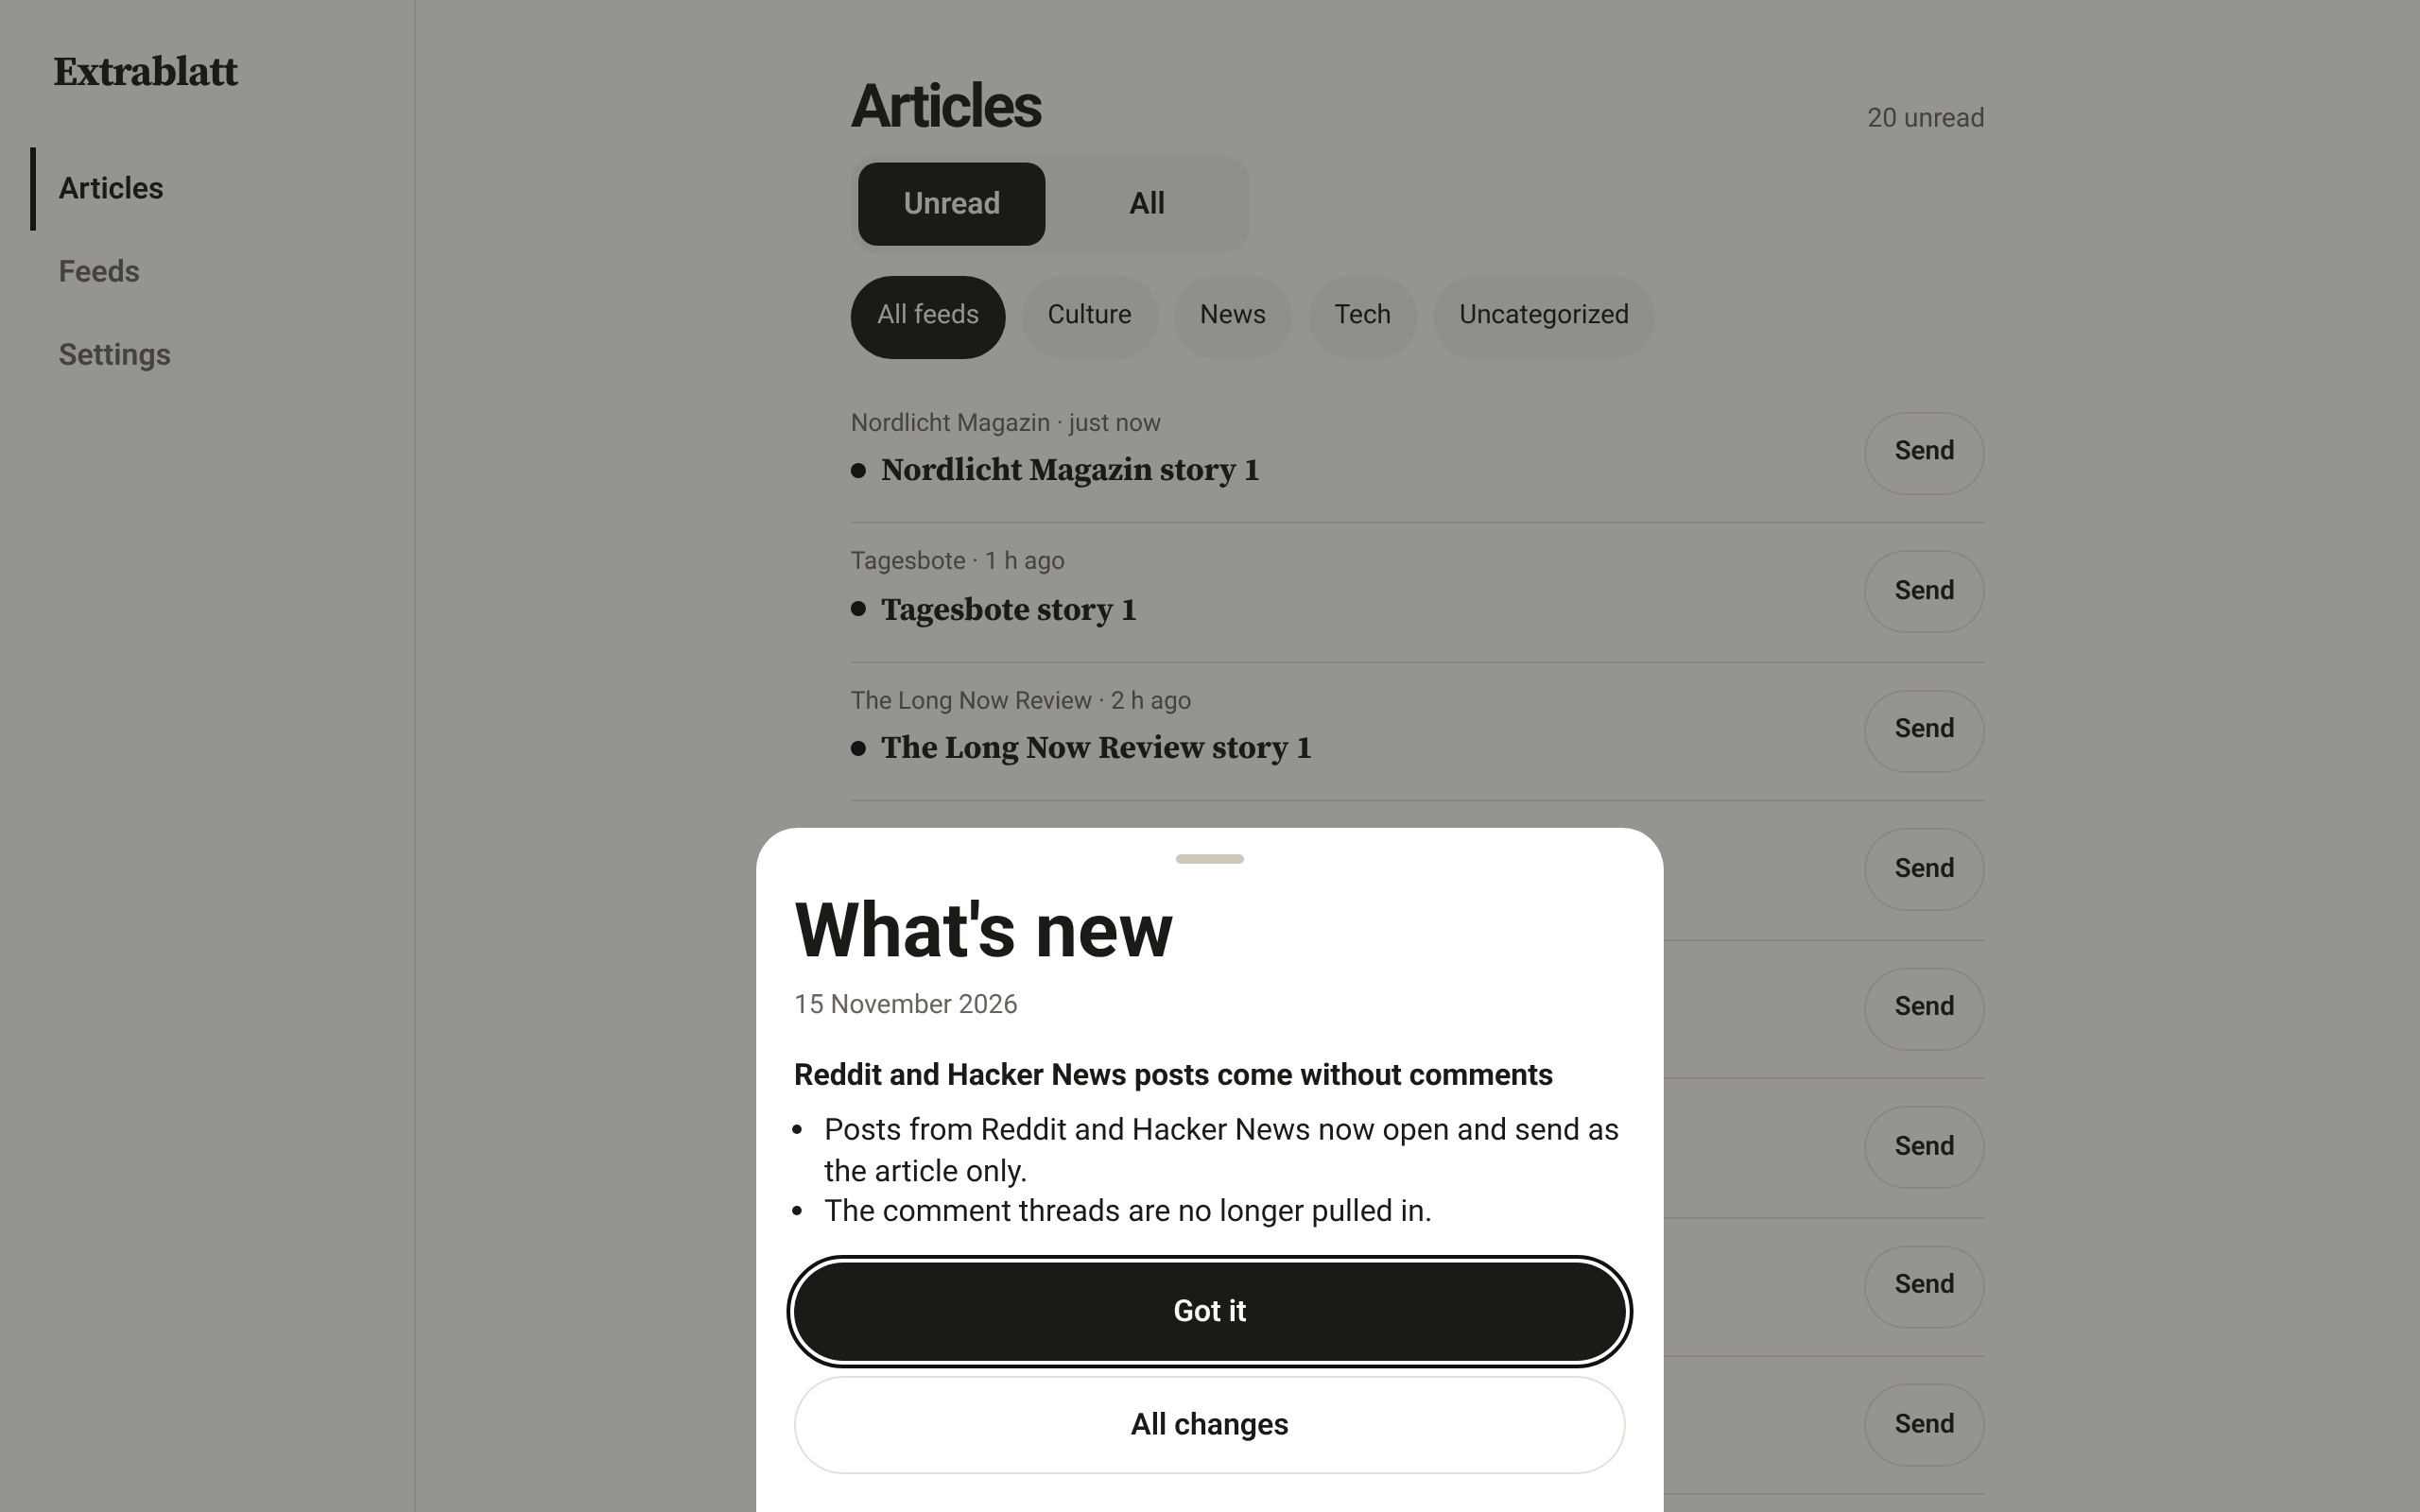 Extrablatt
Articles
Feeds
Settings
Articles
20 unread
Unread
All
All feeds
Culture
News
Tech
Uncategorized
Nordlicht Magazin · just now
Nordlicht Magazin story 1
Send
Tagesbote · 1 h ago
Tagesbote story 1
Send
The Long Now Review · 2 h ago
The Long Now Review story 1
Send
Send
Send
Send
Send
Send
What's new
15 November 2026
Reddit and Hacker News posts come without comments
• Posts from Reddit and Hacker News now open and send as
the article only.
• The comment threads are no longer pulled in.
Got it
All changes